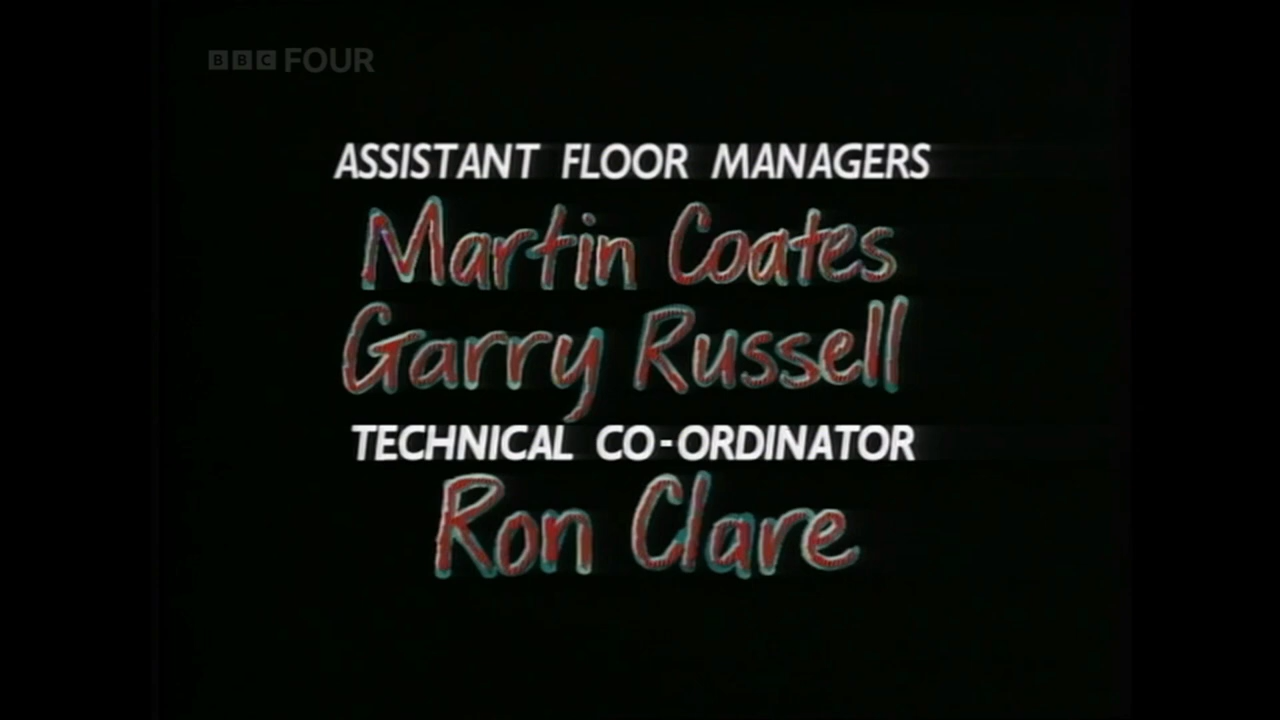 BBC FOUR
ASSISTANT FLOOR MANAGERS
Martin Coates
Garry Russell
TECHNICAL CO-ORDINATOR
Ron Clare